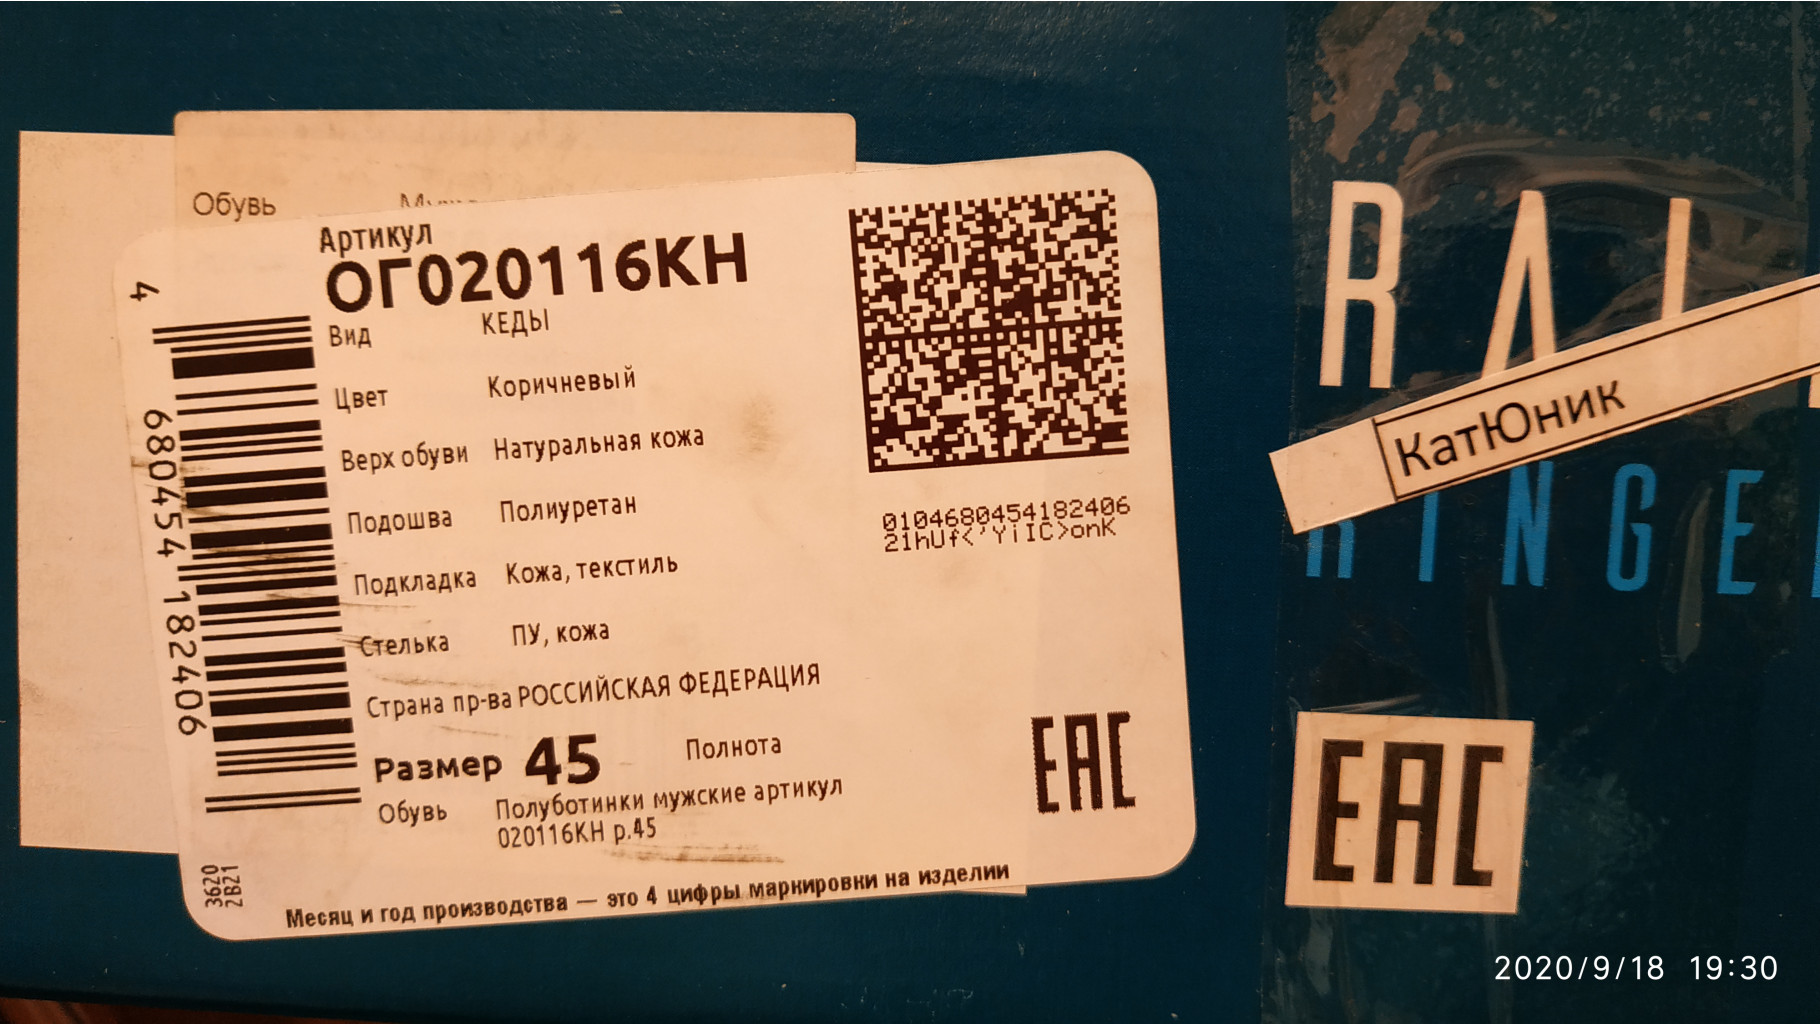 Обувь
Артикул
ОГ020116КН
Вид КЕДЫ
Цвет Коричневый
Верх обуви Натуральная кожа
Подошва Полиуретан
Подкладка Кожа, текстиль
Стелька ПУ, кожа
Страна пр-ва РОССИЙСКАЯ ФЕДЕРАЦИЯ
Размер 45 Полнота
Обувь Полуботинки мужские артикул
020116КН р.45
Месяц и год производства — это 4 цифры маркировки на изделии
4 680454 182406
3620
2B21
0104680454182406
21hUf<'YiIC>onK
EAC
КатЮник
EAC
2020/9/18 19:30